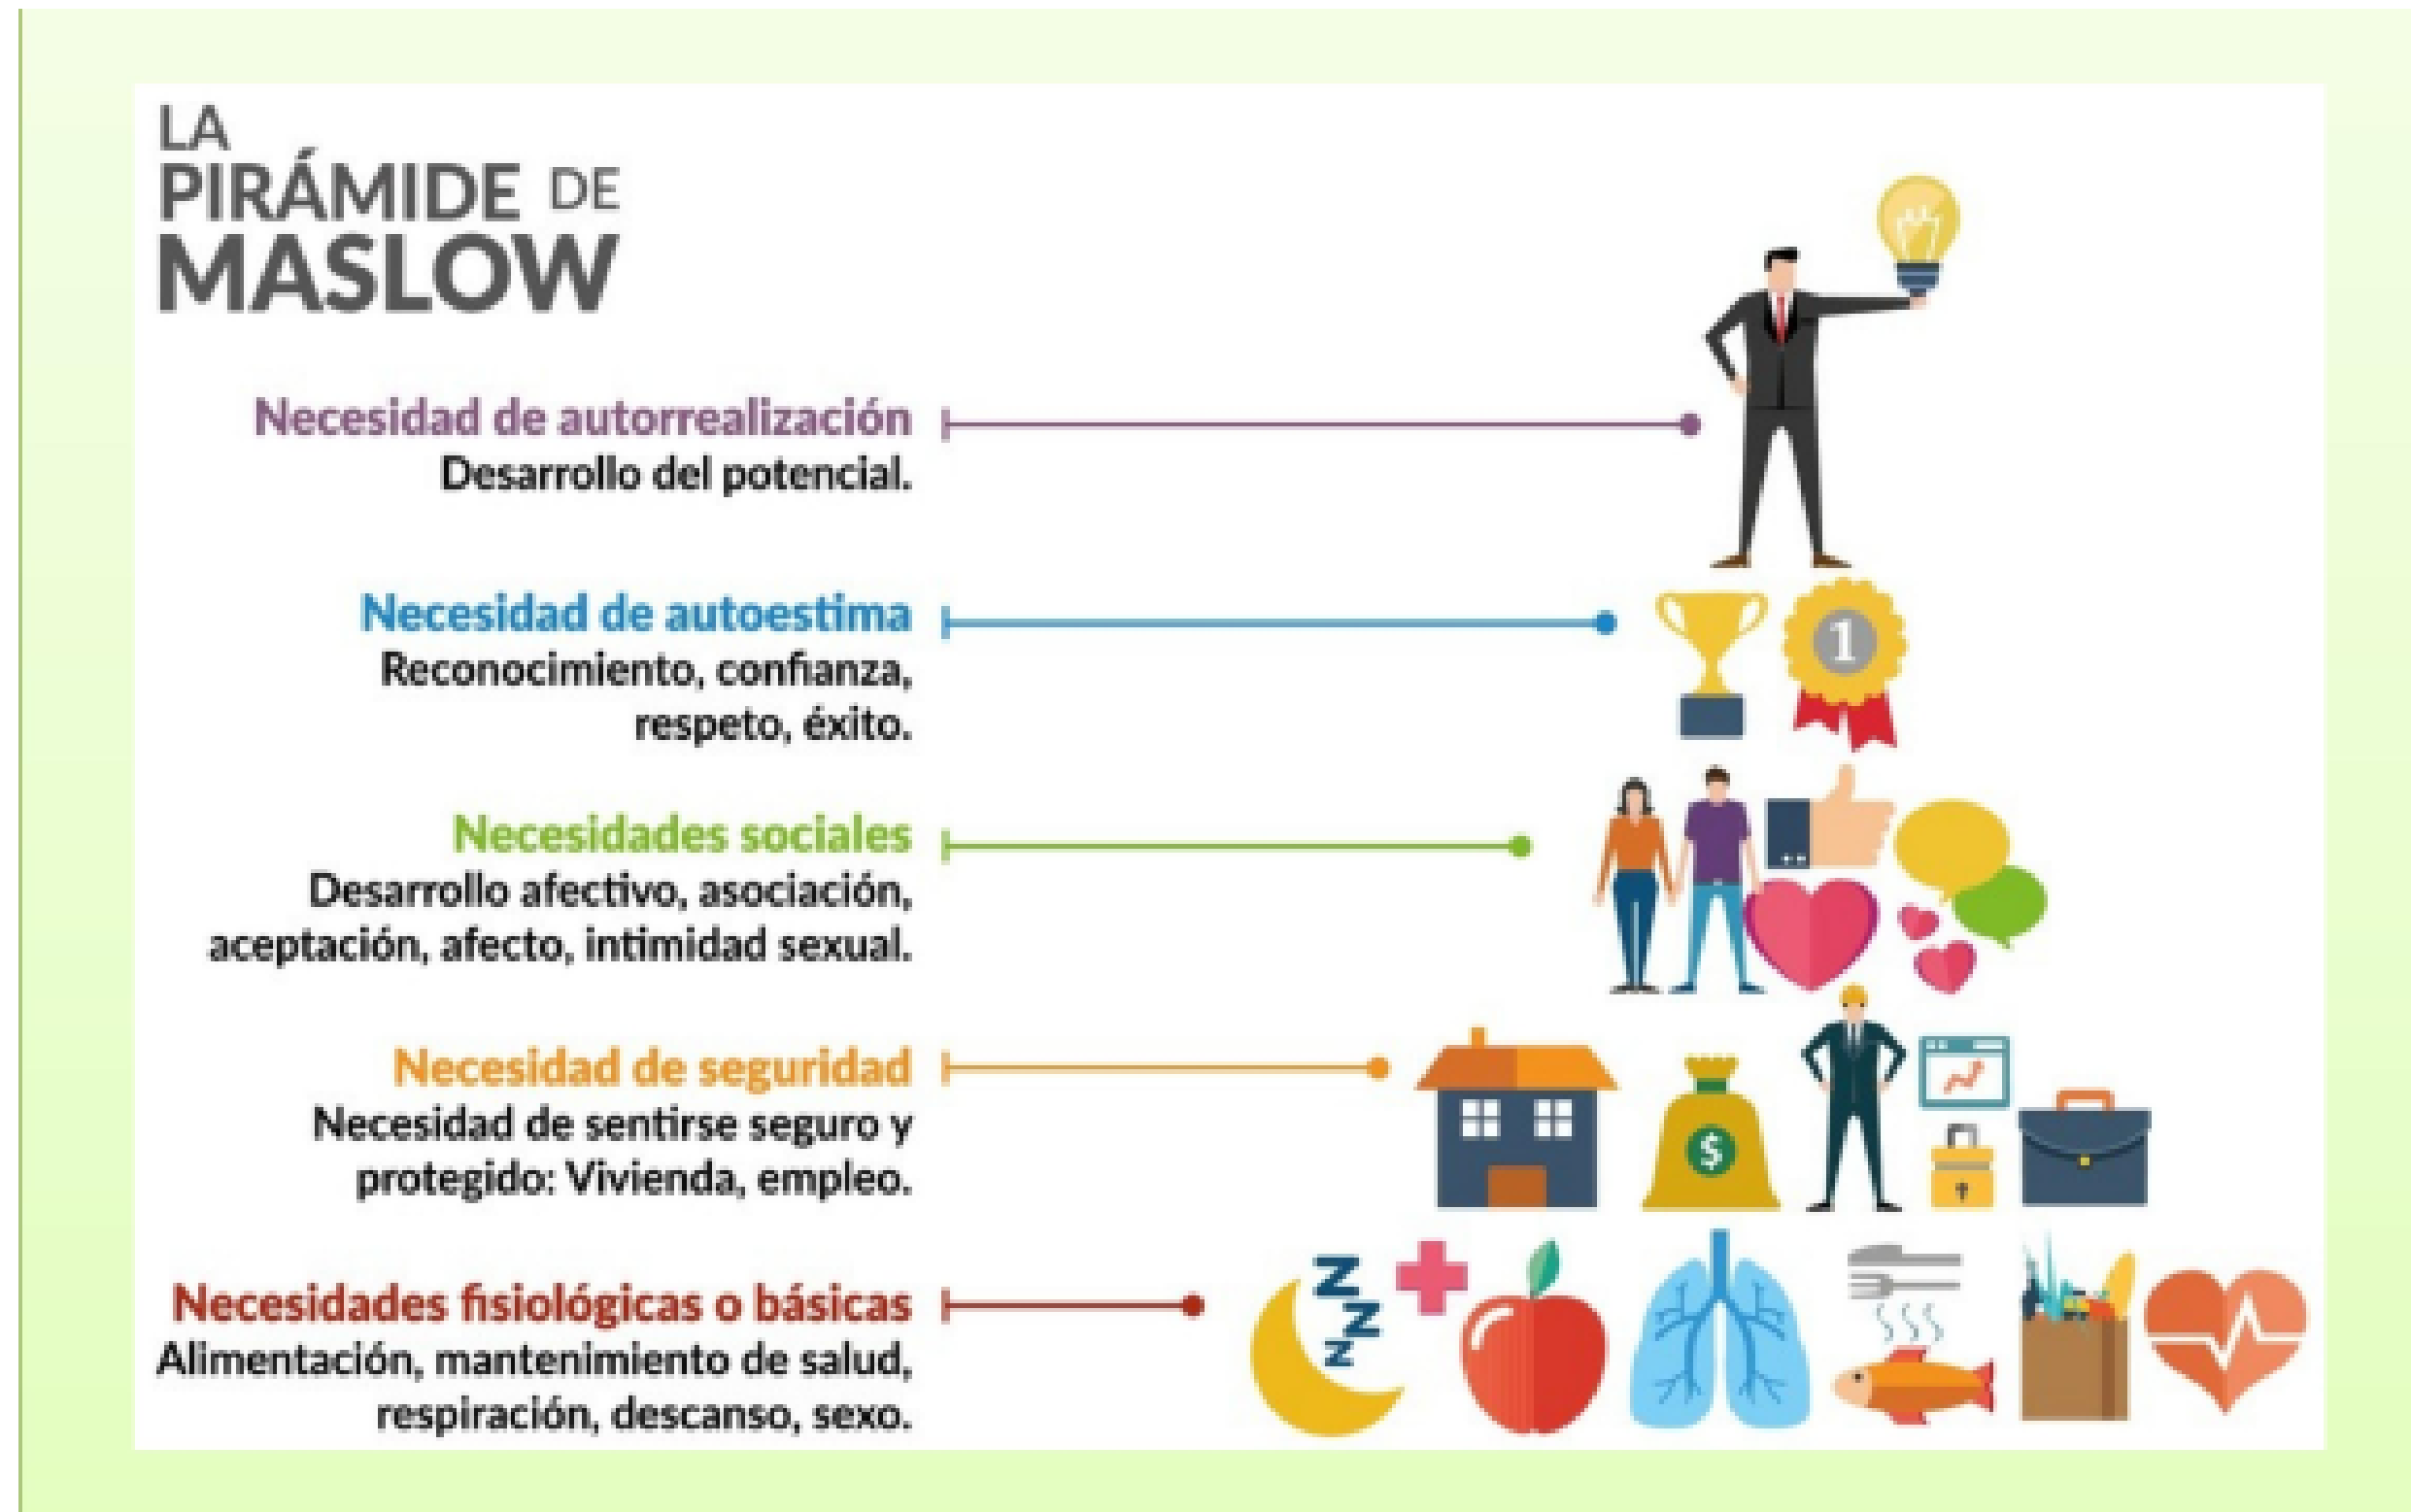 LA
PIRÁMIDE DE
MASLOW
Necesidad de autorrealización
Desarrollo del potencial.
Necesidad de autoestima
Reconocimiento, confianza,
respeto, éxito.
1
Necesidades sociales
Desarrollo afectivo, asociación,
aceptación, afecto, intimidad sexual.
Necesidad de seguridad
Necesidad de sentirse seguro y
protegido: Vivienda, empleo.
$
Necesidades fisiológicas o básicas
Alimentación, mantenimiento de salud,
respiración, descanso, sexo.
Z
Z
Z